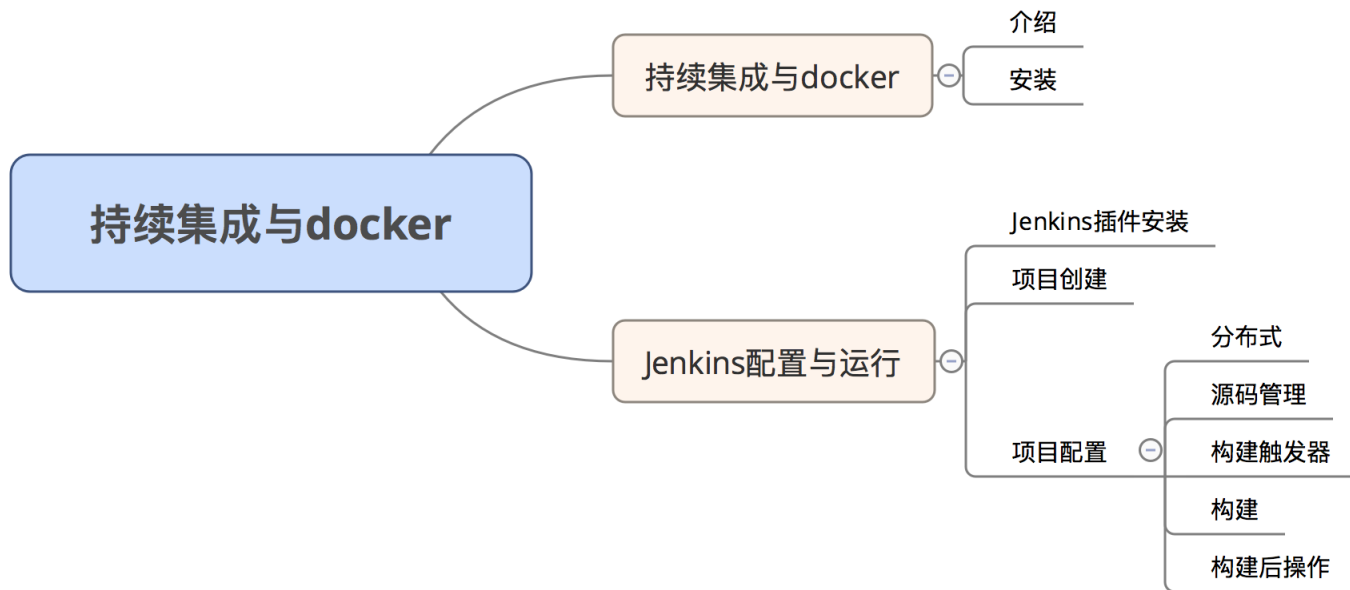 持续集成与docker
持续集成与docker
介绍
安装
Jenkins配置与运行
Jenkins插件安装
项目创建
项目配置
分布式
源码管理
构建触发器
构建
构建后操作